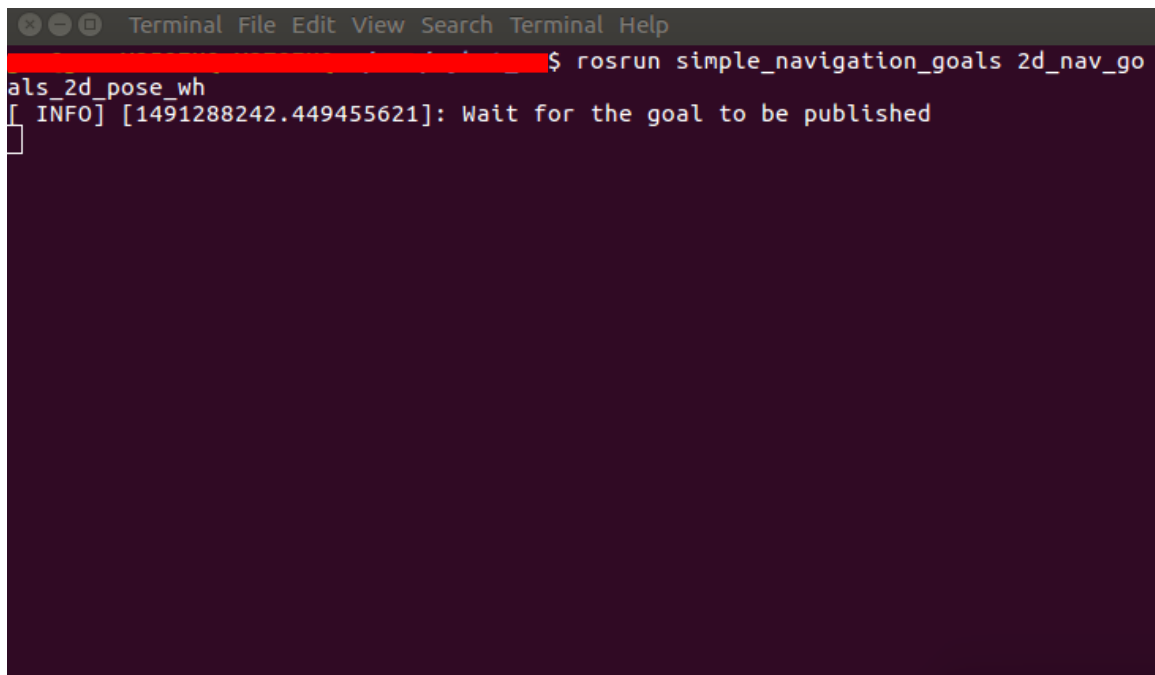 Terminal File Edit View Search Terminal Help
$ rosrun simple_navigation_goals 2d_nav_go
als_2d_pose_wh
[ INFO] [1491288242.449455621]: Wait for the goal to be published